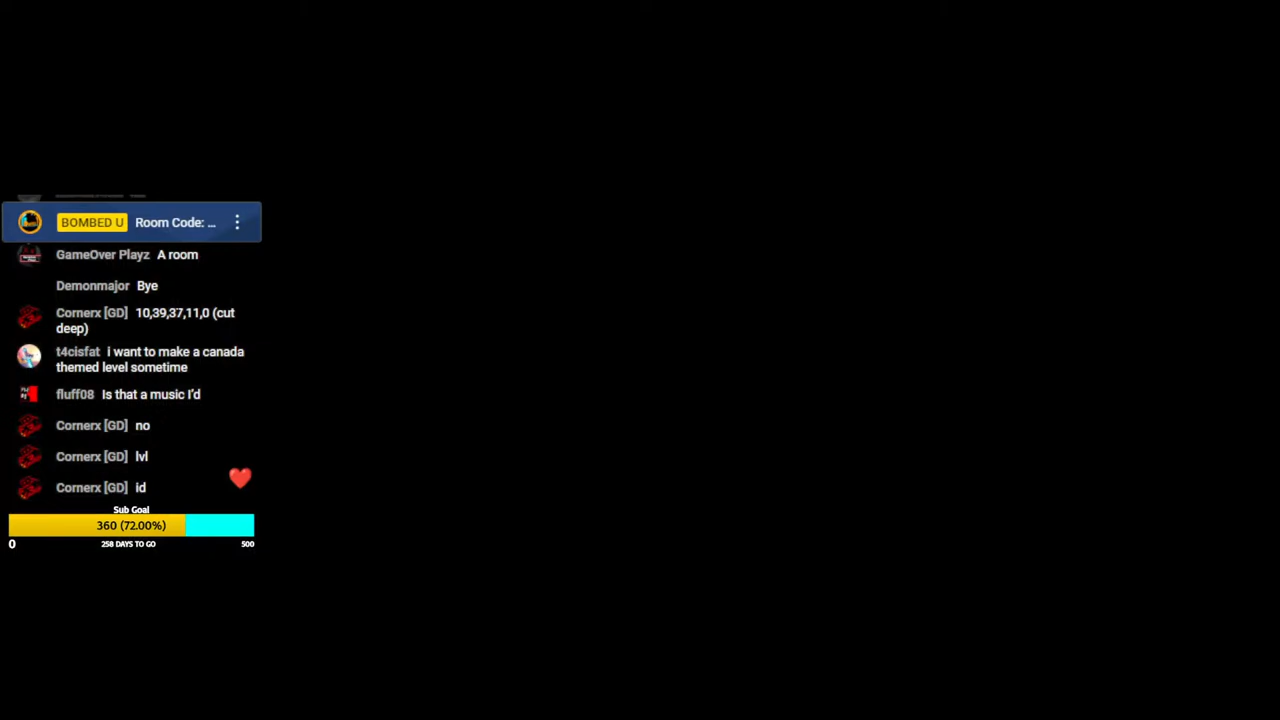 BOMBED U Room Code: ...
GameOver Playz A room
Demonmajor Bye
Cornerx [GD] 10,39,37,11,0 (cut
deep)
t4cisfat i want to make a canada
themed level sometime
fluff08 Is that a music I'd
Cornerx [GD] no
Cornerx [GD] lvl
Cornerx [GD] id
Sub Goal
360 (72.00%)
0 258 DAYS TO GO 500